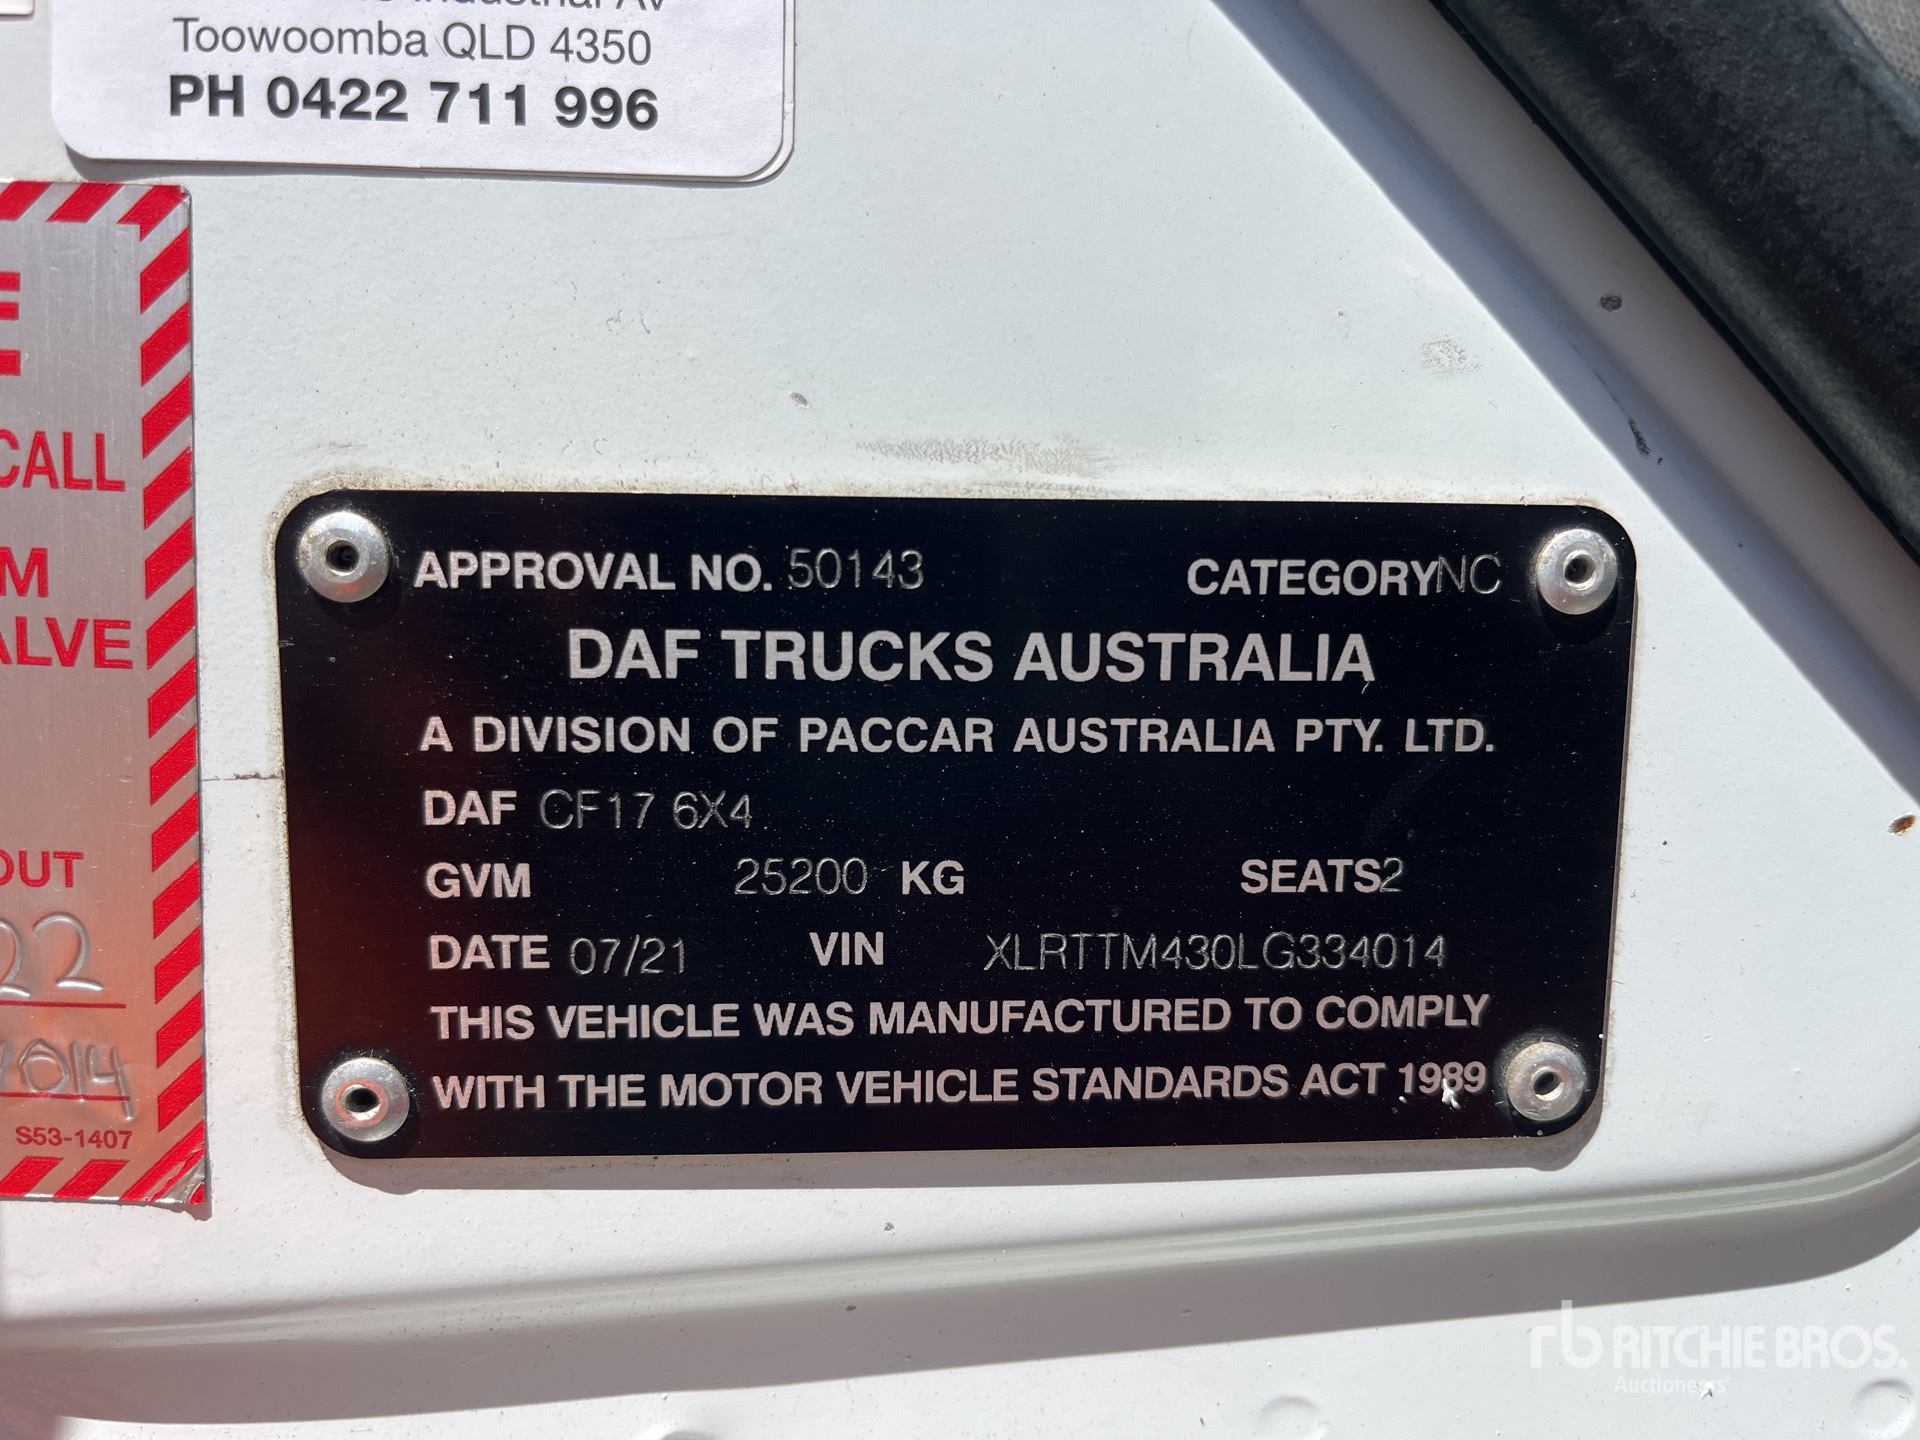 Toowoomba QLD 4350
PH 0422 711 996
CALL
OUT
22
S53-1407
APPROVAL NO. 50143 CATEGORY NC
DAF TRUCKS AUSTRALIA
A DIVISION OF PACCAR AUSTRALIA PTY. LTD.
DAF CF17 6X4
GVM 25200 KG SEATS 2
DATE 07/21 VIN XLRTTM430LG334014
THIS VEHICLE WAS MANUFACTURED TO COMPLY
WITH THE MOTOR VEHICLE STANDARDS ACT 1989
rb RITCHIE BROS.
Auctioneers